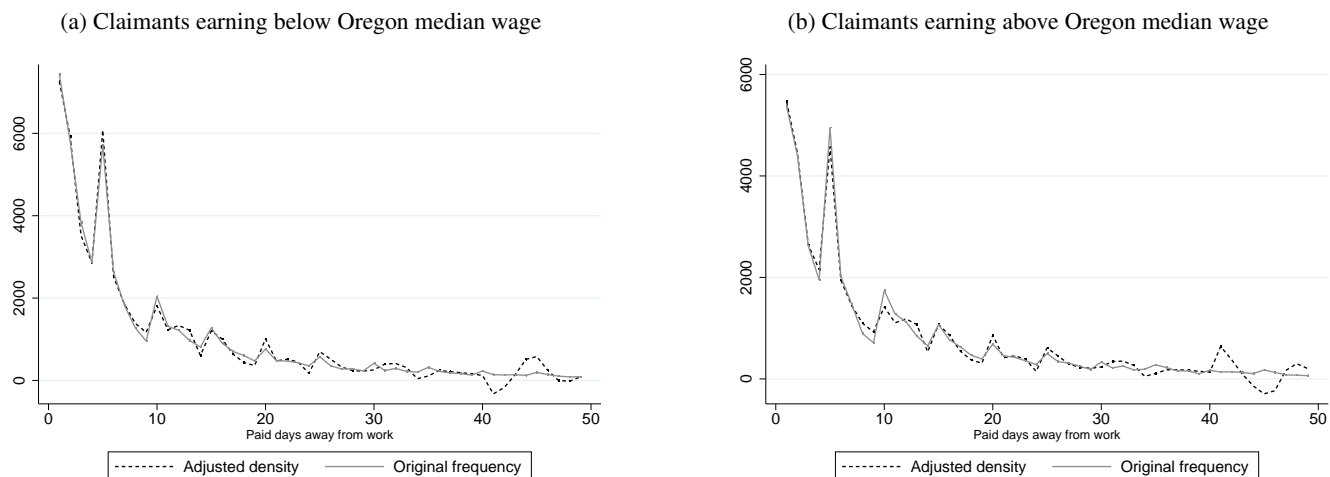 (a) Claimants earning below Oregon median wage
6000
4000
2000
0
0 10 20 30 40 50
Paid days away from work
Adjusted density Original frequency
(b) Claimants earning above Oregon median wage
6000
4000
2000
0
0 10 20 30 40 50
Paid days away from work
Adjusted density Original frequency